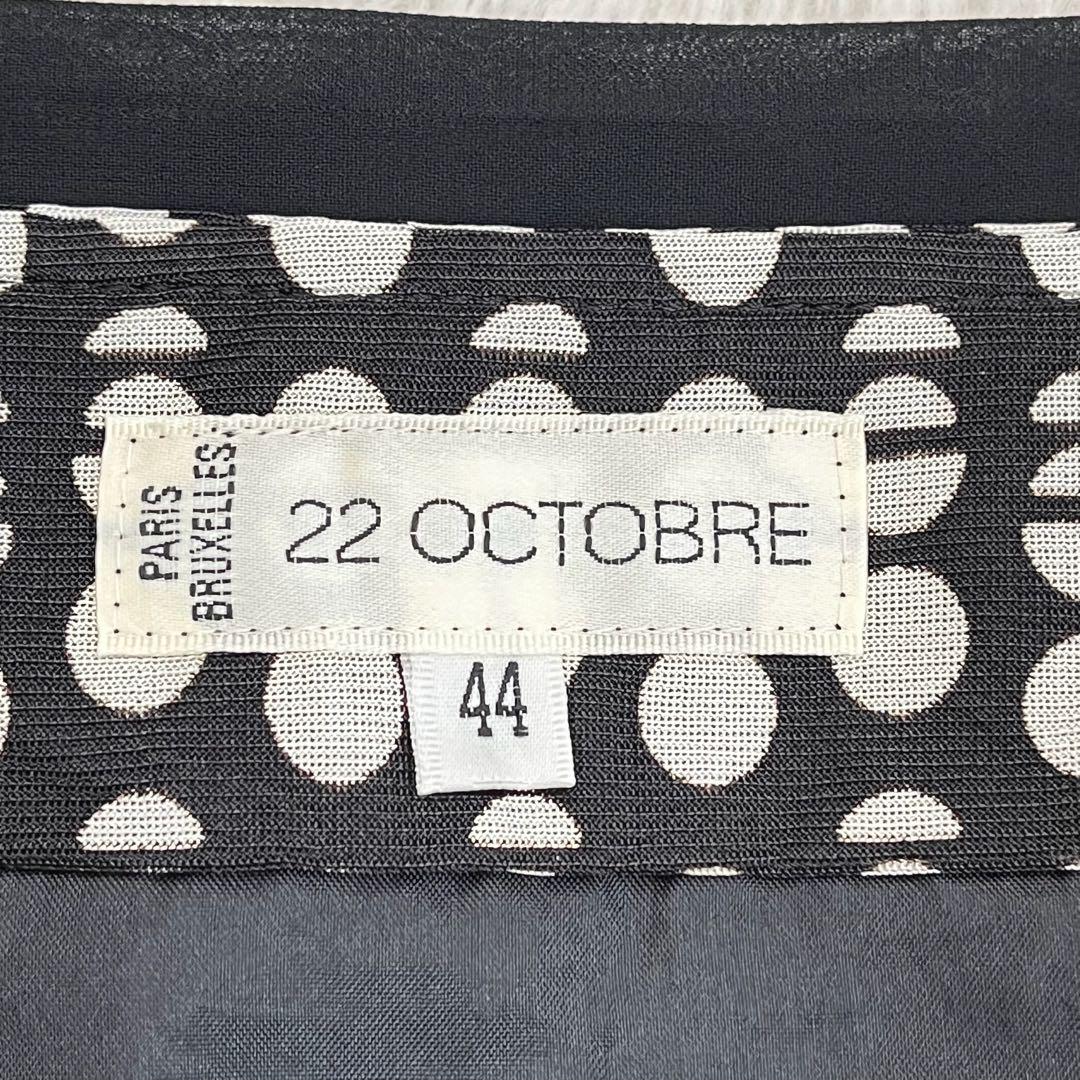 PARIS
BRUXELLES
22 OCTOBRE
44